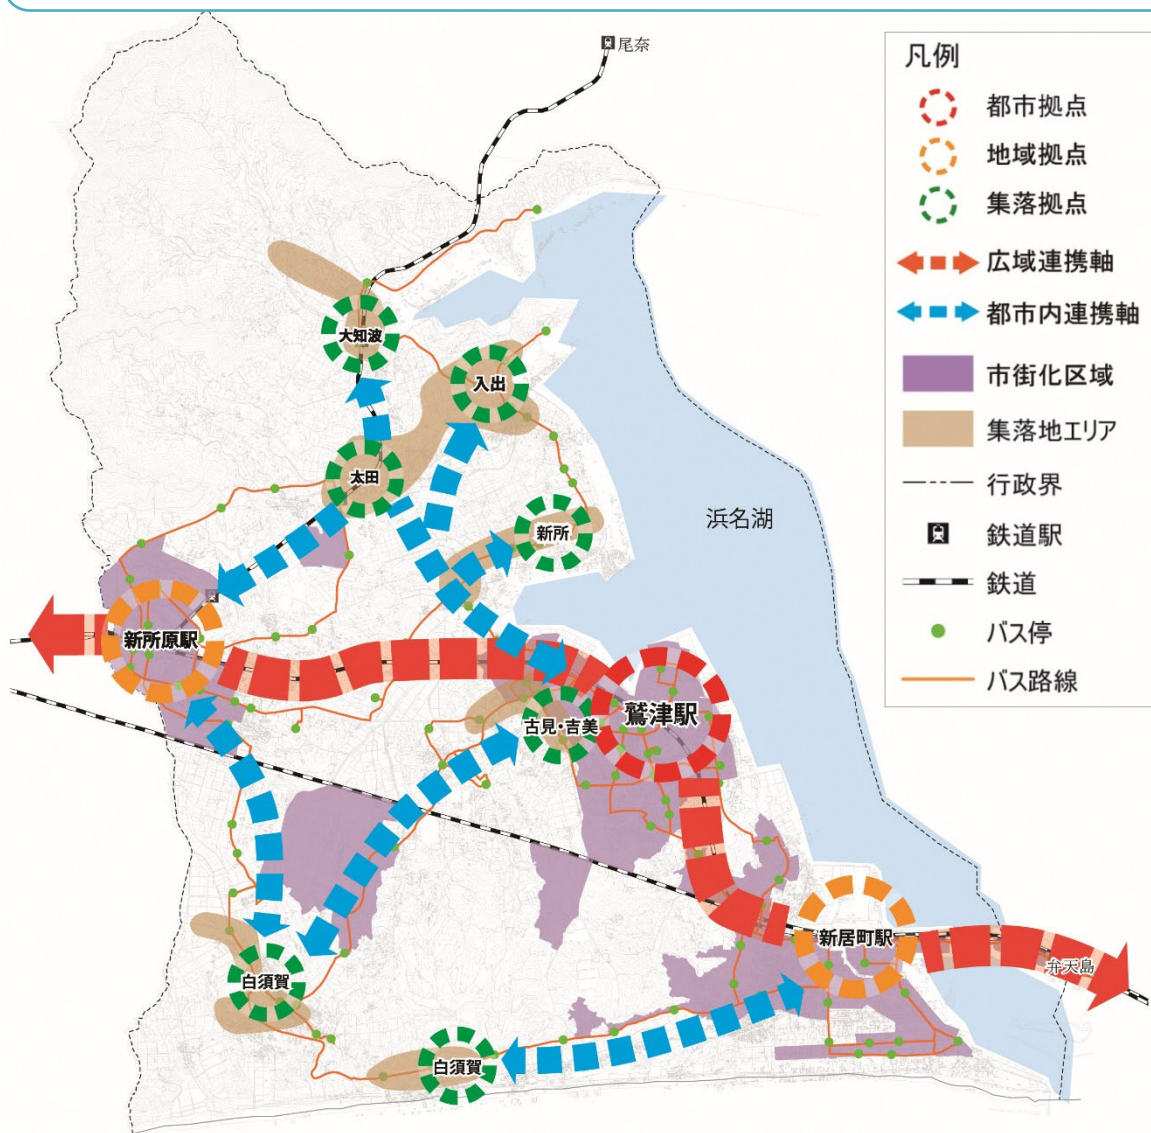 尾奈
凡例
都市拠点
地域拠点
集落拠点
広域連携軸
都市内連携軸
市街化区域
集落地エリア
行政界
鉄道駅
鉄道
バス停
バス路線
大知波
入出
太田
新所
浜名湖
新所原駅
鷲津駅
古見・吉美
新居町駅
弁天島
白須賀
白須賀